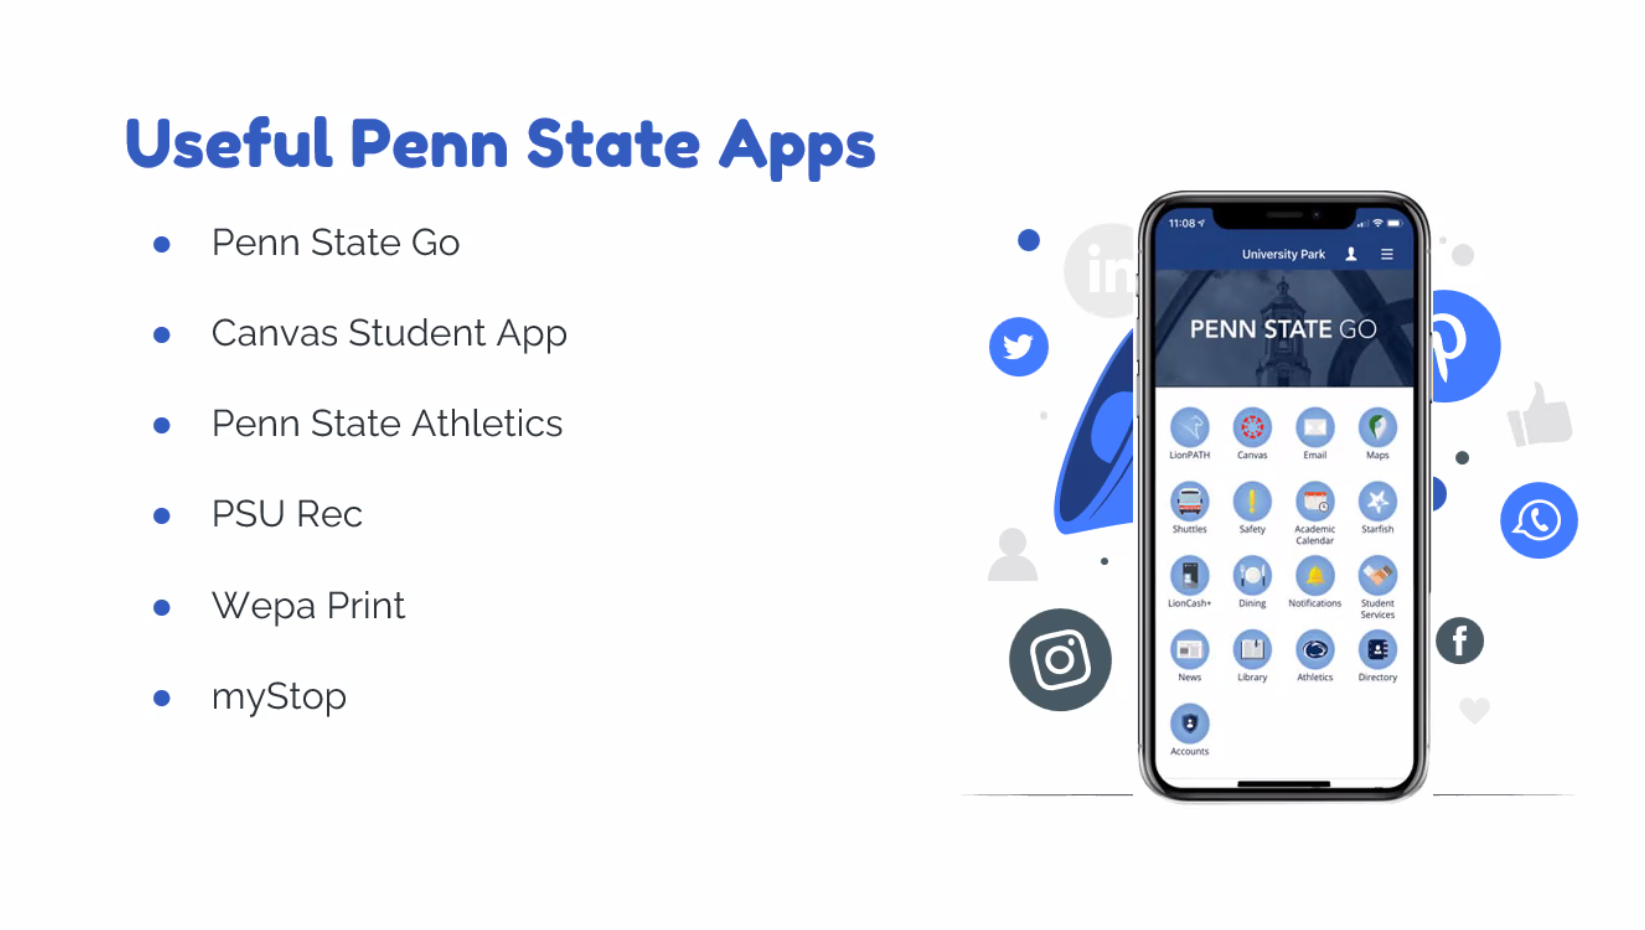 Useful Penn State Apps
Penn State Go
Canvas Student App
Penn State Athletics
PSU Rec
Wepa Print
myStop
in
11:08
University Park
PENN STATE GO
LionPATH Canvas Email Maps
Shuttles Safety Academic Calendar Starfish
LionCash+ Dining Notifications Student Services
News Library Athletics Directory
Accounts